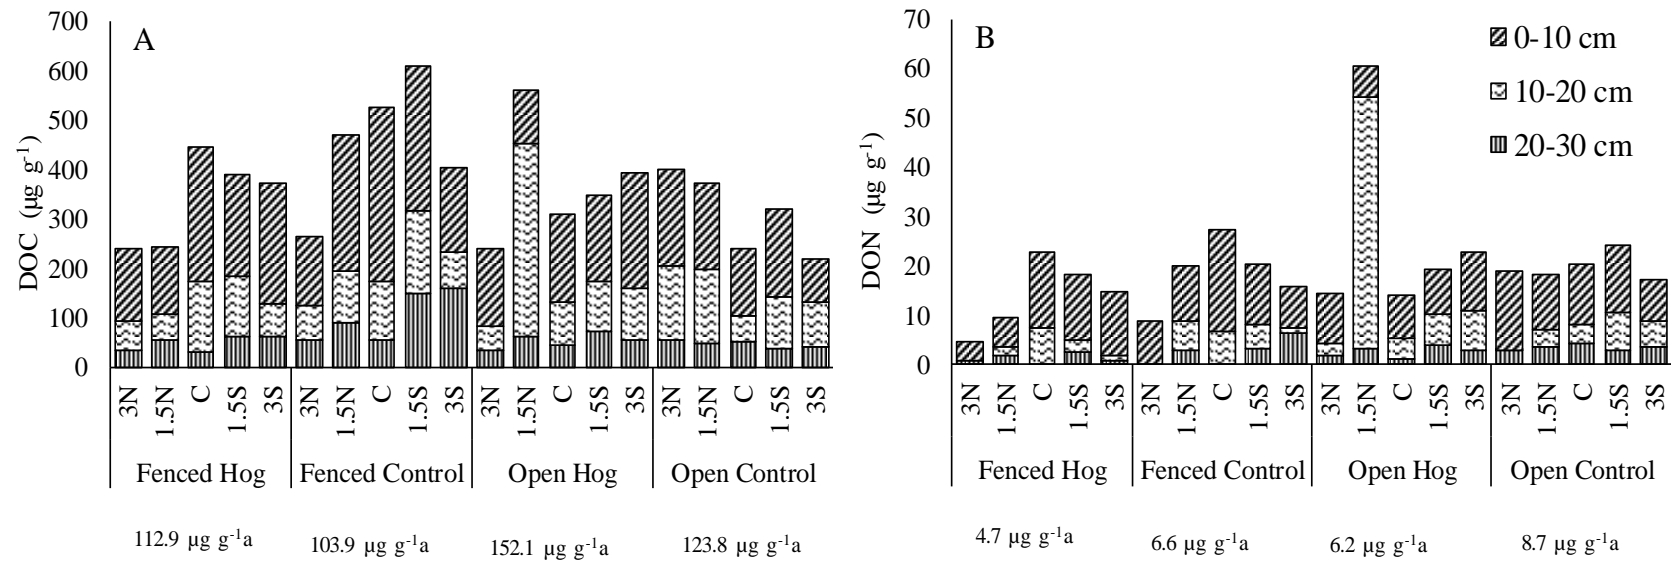 A
700
600
500
400
300
200
100
0
DOC (µg g-1)
3N 1.5N C 1.5S 3S 3N 1.5N C 1.5S 3S 3N 1.5N C 1.5S 3S 3N 1.5N C 1.5S 3S
Fenced Hog Fenced Control Open Hog Open Control
112.9 µg g-1a 103.9 µg g-1a 152.1 µg g-1a 123.8 µg g-1a
B
70
60
50
40
30
20
10
0
DON (µg g-1)
0-10 cm
10-20 cm
20-30 cm
3N 1.5N C 1.5S 3S 3N 1.5N C 1.5S 3S 3N 1.5N C 1.5S 3S 3N 1.5N C 1.5S 3S
Fenced Hog Fenced Control Open Hog Open Control
4.7 µg g-1a 6.6 µg g-1a 6.2 µg g-1a 8.7 µg g-1a